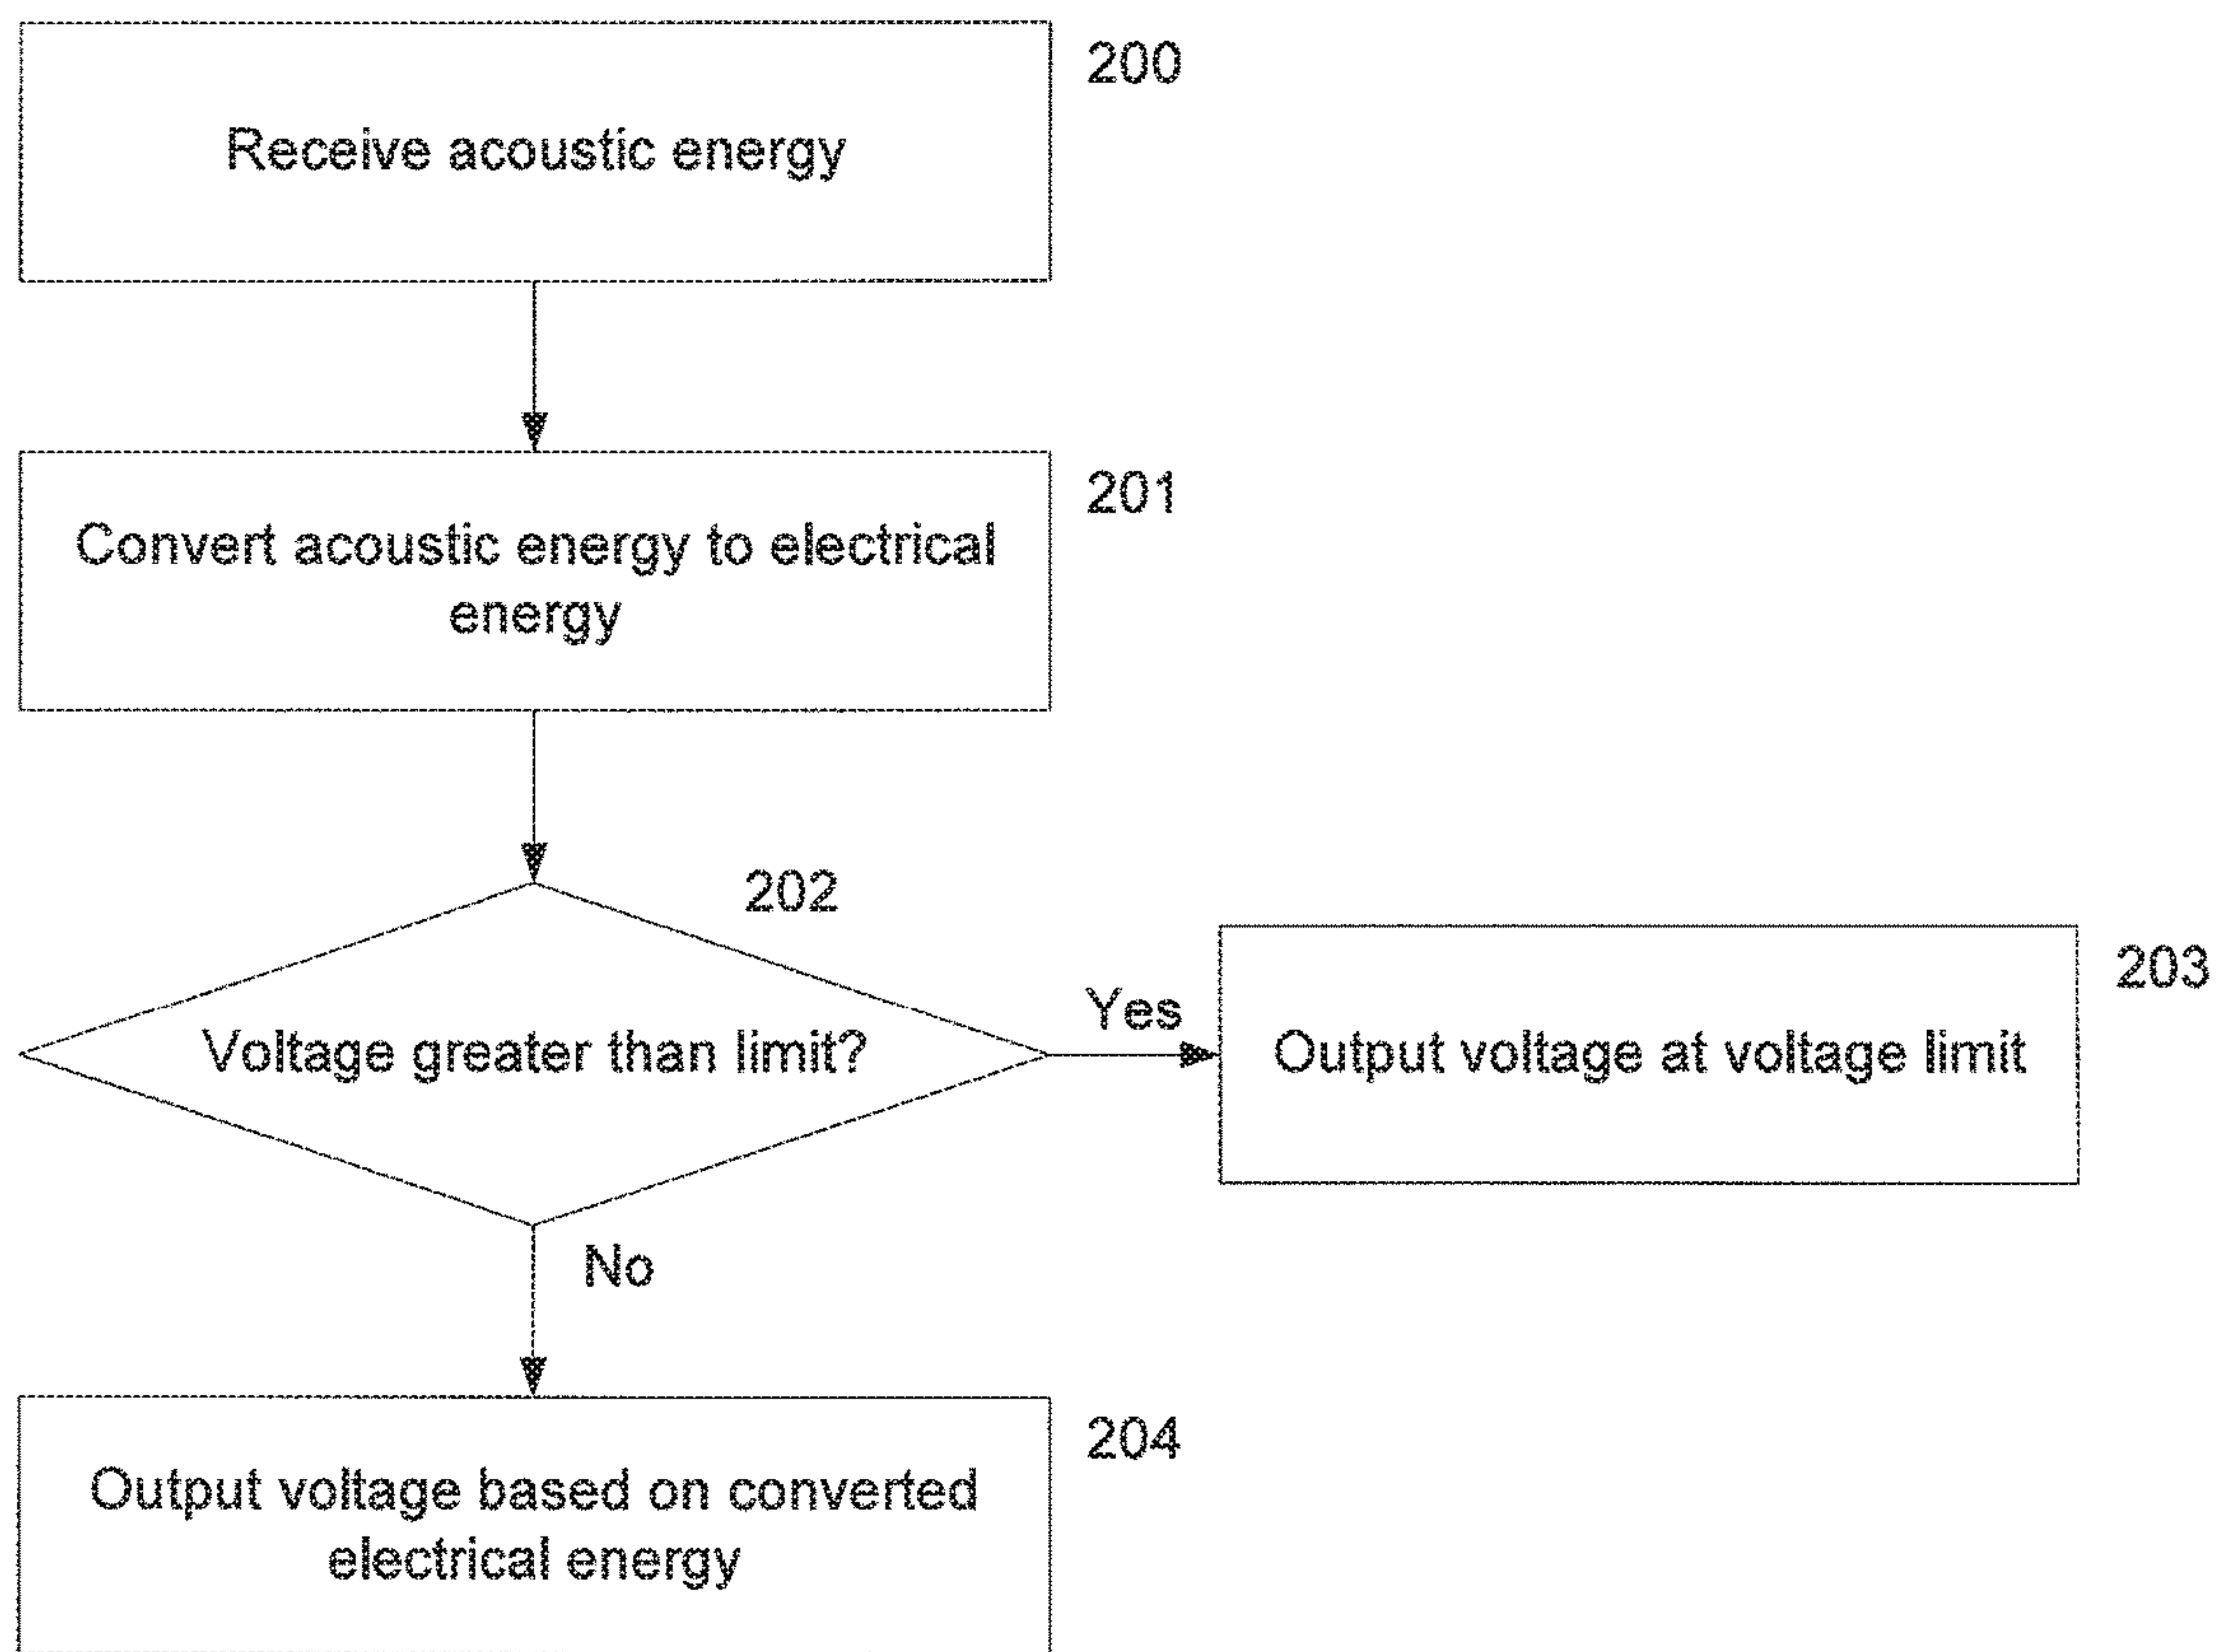 200
Receive acoustic energy
201
Convert acoustic energy to electrical
energy
202
Voltage greater than limit?
Yes
203
Output voltage at voltage limit
No
204
Output voltage based on converted
electrical energy